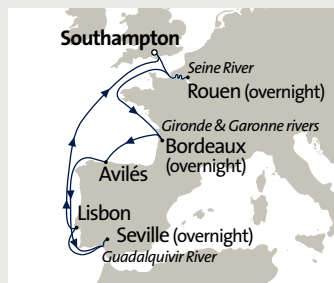 Southampton
Seine River
Rouen (overnight)
Gironde & Garonne rivers
Bordeaux
(overnight)
Avilés
Lisbon
Seville (overnight)
Guadalquivir River